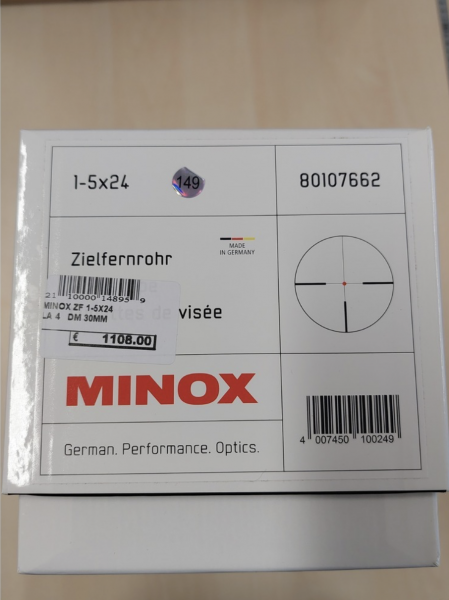 1-5x24
149
80107662
Zielfernrohr
MADE
IN GERMANY
21 10000 14895 9
MINOX ZF 1-5X24
LA 4 DM 30MM
€ 1108.00
de visée
MINOX
German. Performance. Optics.
4 007450 100249